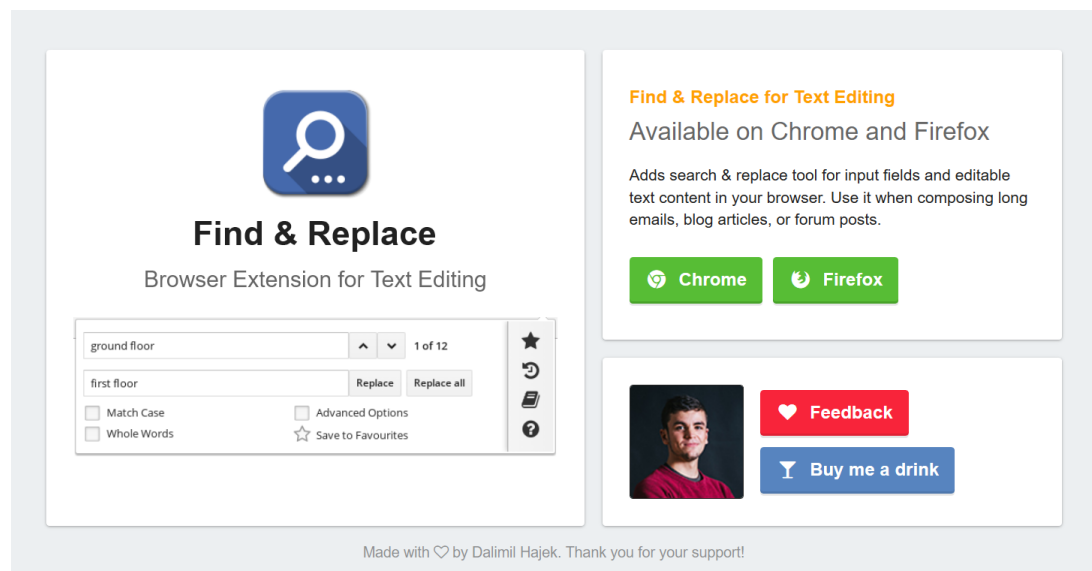 Find & Replace
Browser Extension for Text Editing
ground floor
1 of 12
first floor
Replace
Replace all
Match Case
Advanced Options
Whole Words
Save to Favourites
Find & Replace for Text Editing
Available on Chrome and Firefox
Adds search & replace tool for input fields and editable
text content in your browser. Use it when composing long
emails, blog articles, or forum posts.
Chrome
Firefox
Feedback
Buy me a drink
Made with ♡ by Dalimil Hajek. Thank you for your support!